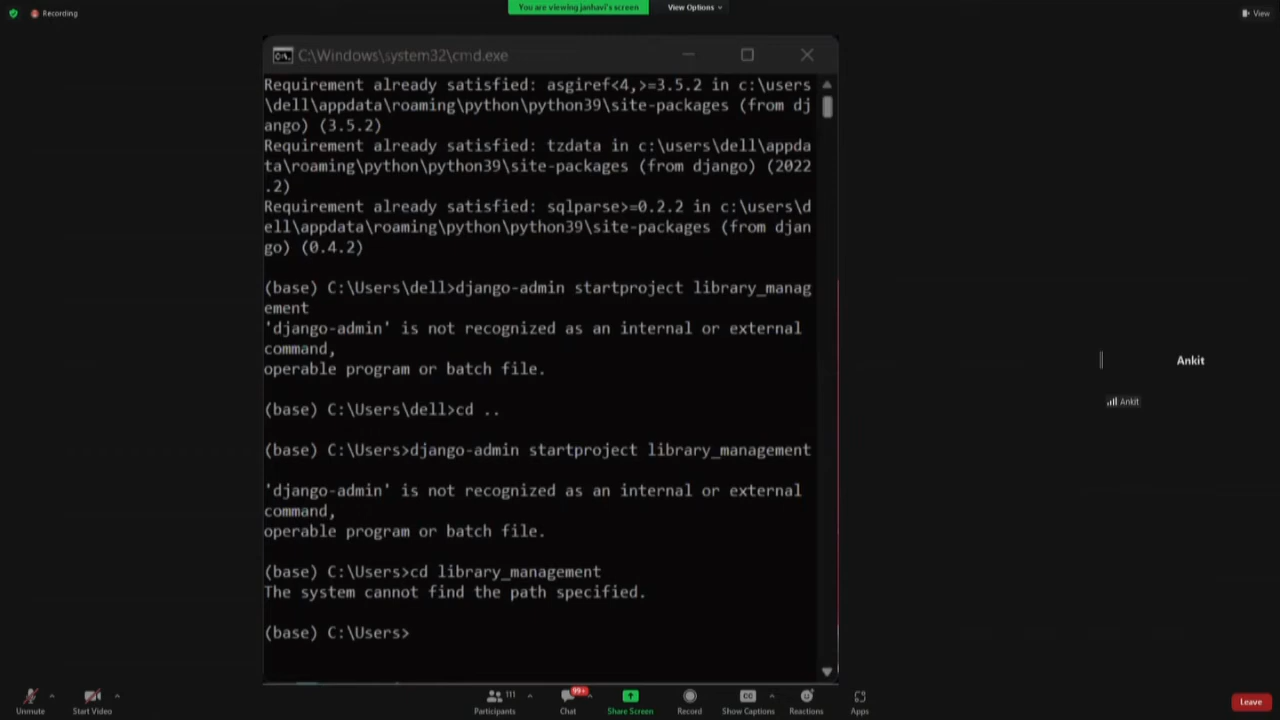 Recording
You are viewing janhavi's screen
View Options
View
C:\Windows\system32\cmd.exe
Requirement already satisfied: asgiref<4,>=3.5.2 in c:\users
\dell\appdata\roaming\python\python39\site-packages (from dj
ango) (3.5.2)
Requirement already satisfied: tzdata in c:\users\dell\appda
ta\roaming\python\python39\site-packages (from django) (2022
.2)
Requirement already satisfied: sqlparse>=0.2.2 in c:\users\d
ell\appdata\roaming\python\python39\site-packages (from djan
go) (0.4.2)
(base) C:\Users\dell>django-admin startproject library_manag
ement
'django-admin' is not recognized as an internal or external
command,
operable program or batch file.
(base) C:\Users\dell>cd ..
(base) C:\Users>django-admin startproject library_management
'django-admin' is not recognized as an internal or external
command,
operable program or batch file.
(base) C:\Users>cd library_management
The system cannot find the path specified.
(base) C:\Users>
Ankit
Ankit
Unmute
Start Video
111
Participants
99+
Chat
Share Screen
Record
CC
Show Captions
Reactions
Apps
Leave